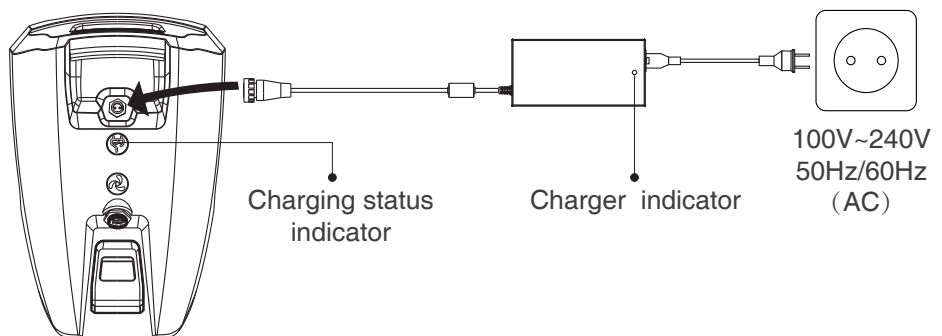 Charging status
indicator
Charger indicator
100V~240V
50Hz/60Hz
（AC）